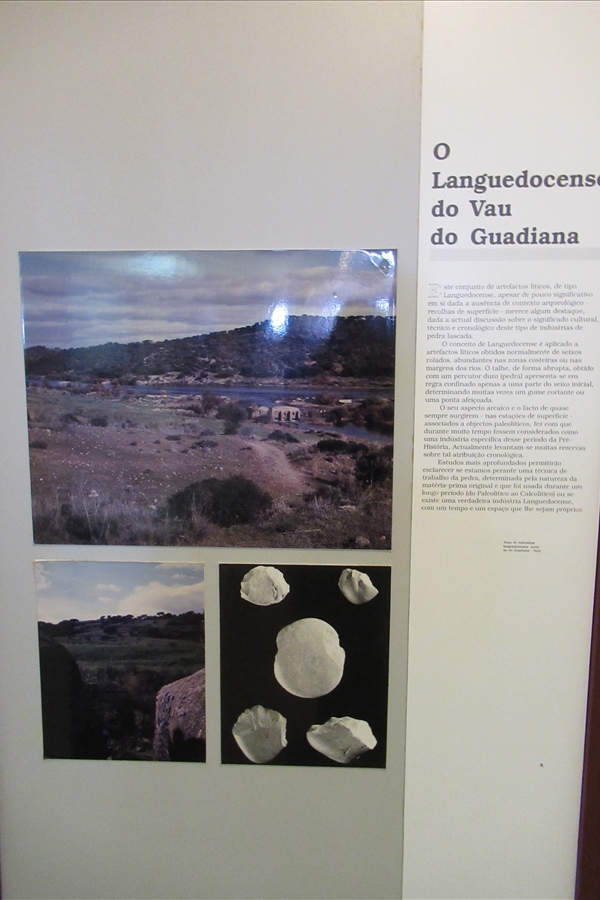 O
Languedocense
do Vau
do Guadiana
Este conjunto de artefactos líticos, de tipo
Languedocense, apesar de pouco significativo
em si dada a ausência de contexto arqueológico -
recolhas de superfície - merece algum destaque,
dada a actual discussão sobre o significado cultural,
técnico e cronológico deste tipo de indústrias de
pedra lascada.
O conceito de Languedocense é aplicado a
artefactos líticos obtidos normalmente de seixos
rolados, abundantes nas zonas costeiras ou nas
margens dos rios. O talhe, de forma abrupta, obtido
com um percutor duro (pedra) apresenta-se em
regra confinado apenas a uma parte do seixo inicial,
determinando muitas vezes um gume cortante ou
uma ponta afeiçoada.
O seu aspecto arcaico e o facto de quase
sempre surgirem - nas estações de superfície -
associados a objectos paleolíticos, fez com que
durante muito tempo fossem considerados como
uma indústria específica desse período da Pré-
História. Actualmente levantam-se muitas reservas
sobre tal atribuição cronológica.
Estudos mais aprofundados permitirão
esclarecer se estamos perante uma técnica de
trabalho da pedra, determinada pela natureza da
matéria-prima original e que foi usada durante um
longo período (do Paleolítico ao Calcolítico) ou se
existe uma verdadeira indústria Languedocense,
com um tempo e um espaço que lhe sejam próprios.